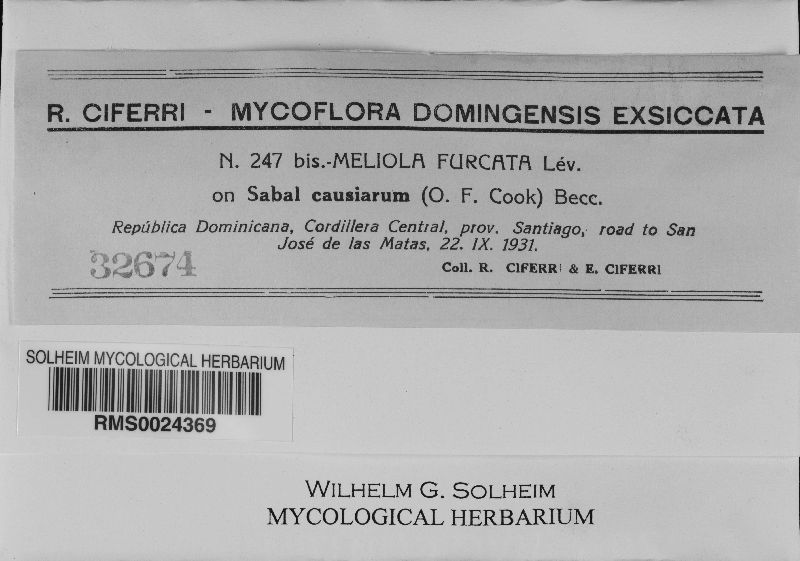 R. CIFERRI - MYCOFLORA DOMINGENSIS EXSICCATA
N. 247 bis.-MELIOLA FURCATA Lév.
on Sabal causiarum (O. F. Cook) Becc.
República Dominicana, Cordillera Central, prov. Santiago, road to San
José de las Matas, 22. IX. 1931.
32674
Coll. R. CIFERRI & E. CIFERRI
SOLHEIM MYCOLOGICAL HERBARIUM
RMS0024369
WILHELM G. SOLHEIM
MYCOLOGICAL HERBARIUM